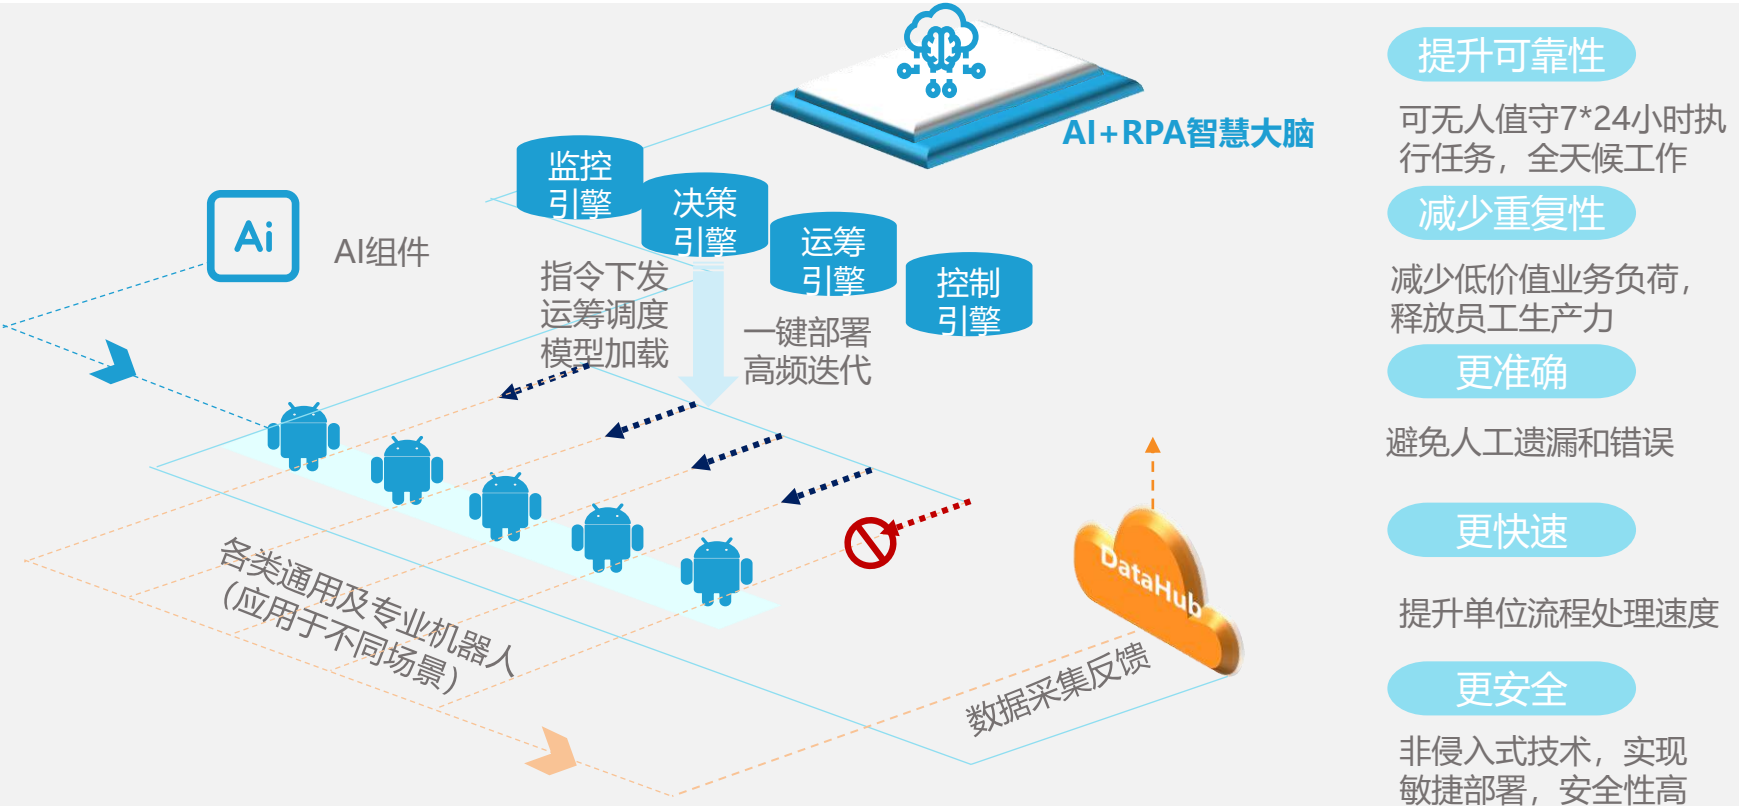 AI+RPA智慧大脑
监控
引擎
决策
引擎
运筹
引擎
控制
引擎
Ai
AI组件
指令下发
运筹调度
模型加载
一键部署
高频迭代
各类通用及专业机器人
（应用于不同场景）
DataHub
数据采集反馈
提升可靠性
可无人值守7*24小时执
行任务，全天候工作
减少重复性
减少低价值业务负荷，
释放员工生产力
更准确
避免人工遗漏和错误
更快速
提升单位流程处理速度
更安全
非侵入式技术，实现
敏捷部署，安全性高